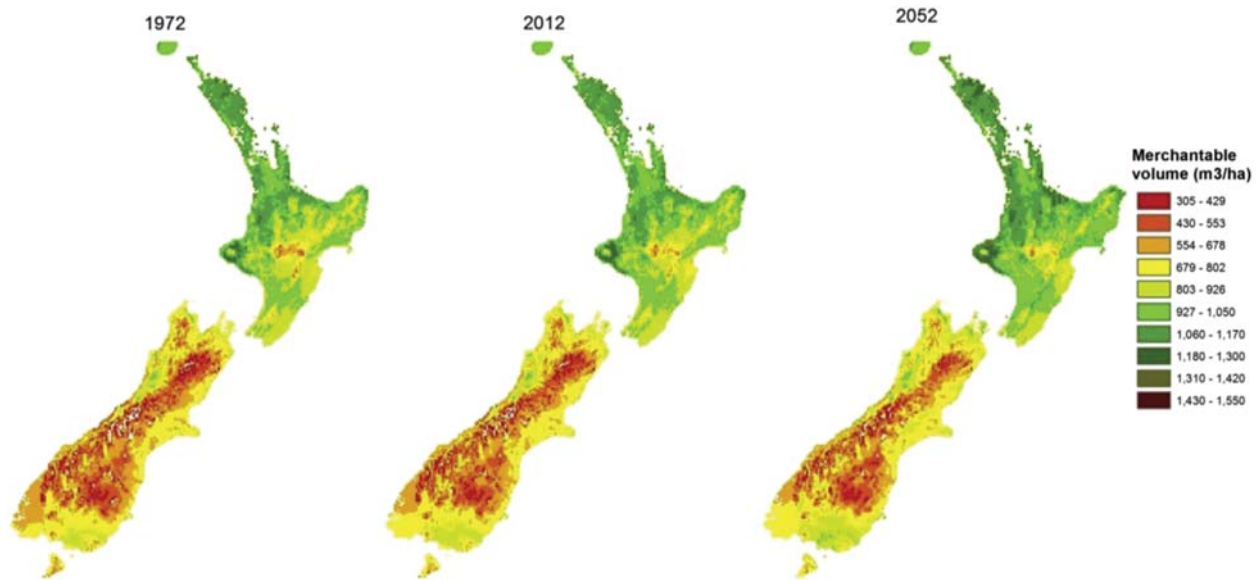 1972
2012
2052
Merchantable
volume (m3/ha)
305 - 429
430 - 553
554 - 678
679 - 802
803 - 926
927 - 1,050
1,060 - 1,170
1,180 - 1,300
1,310 - 1,420
1,430 - 1,550